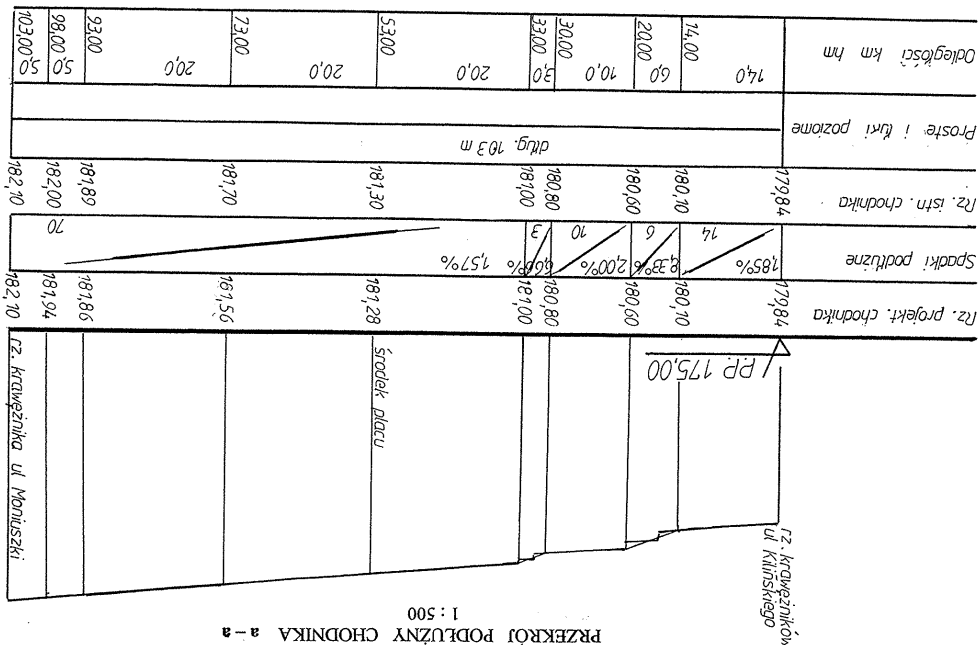 PRZEKRÓJ PODŁUŻNY CHODNIKA a-a
1:500
rz. krawężników
ul Kilińskiego
środek placu
rz. krawężnika ul Moniuszki
P.P. 175,00
Rz. projekt. chodnika
179,84 180,10 180,60 180,80 181,00 181,28 181,56 181,86 181,94 182,10
Spadki podłużne
1,85% 8,33% 2,00% 6,66% 1,57%
14 6 10 3 70
Rz. istn. chodnika
179,84 180,10 180,60 180,80 181,00 181,30 181,70 181,89 182,00 182,10
Proste i łuki poziome
dług. 103 m
Odległości km hm
14,0 6,0 10,0 3,0 20,0 20,0 20,0 5,0 5,0
14,00 20,00 30,00 33,00 53,00 73,00 93,00 98,00 103,00